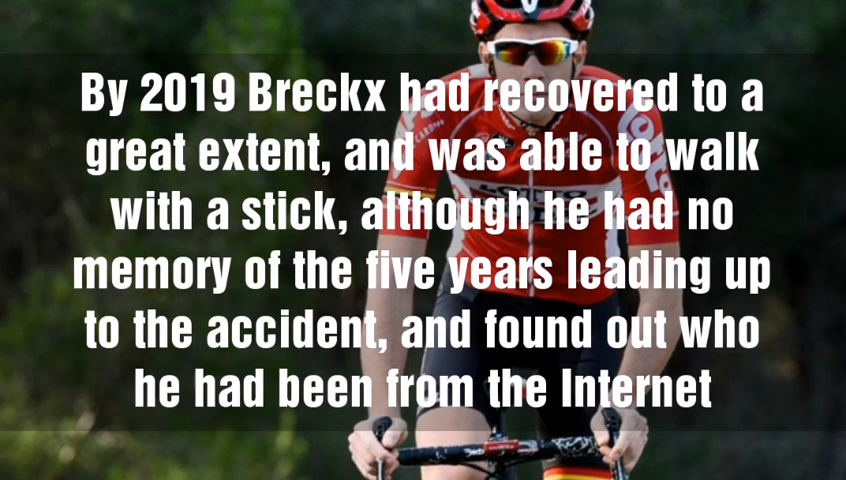 By 2019 Breckx had recovered to a
great extent, and was able to walk
with a stick, although he had no
memory of the five years leading up
to the accident, and found out who
he had been from the Internet